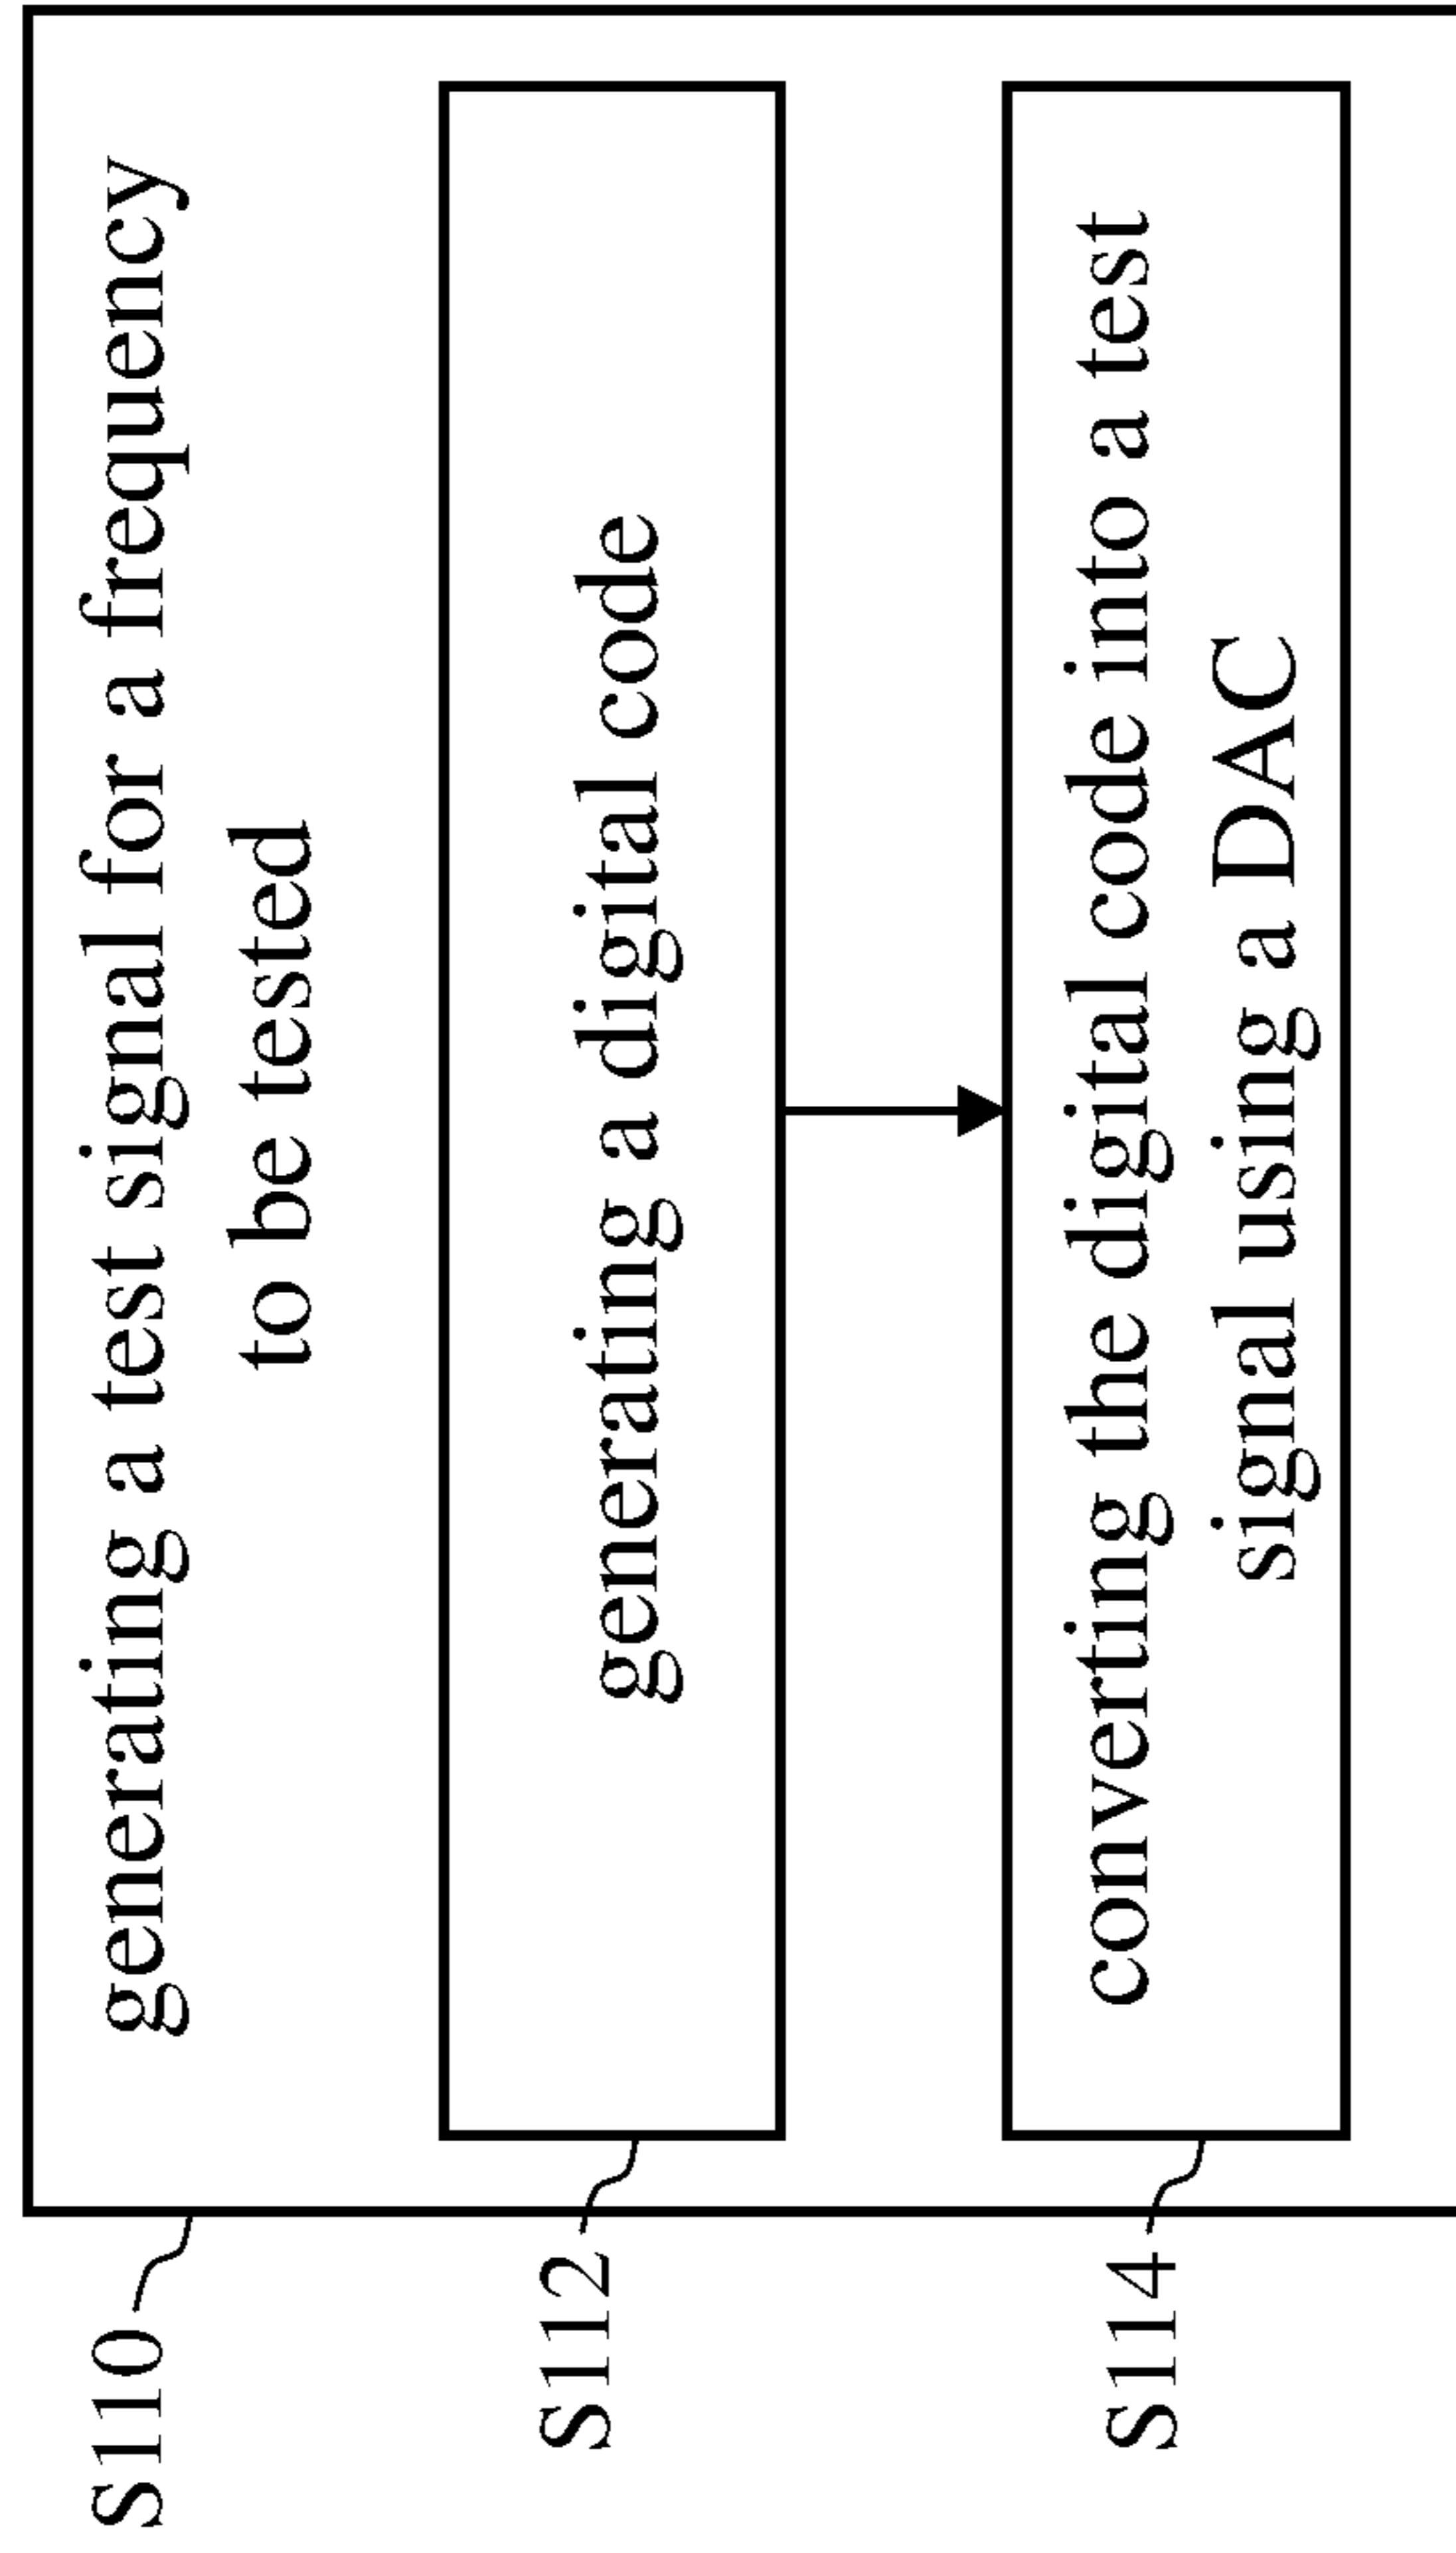 S110
generating a test signal for a frequency
to be tested
S112
generating a digital code
S114
converting the digital code into a test
signal using a DAC